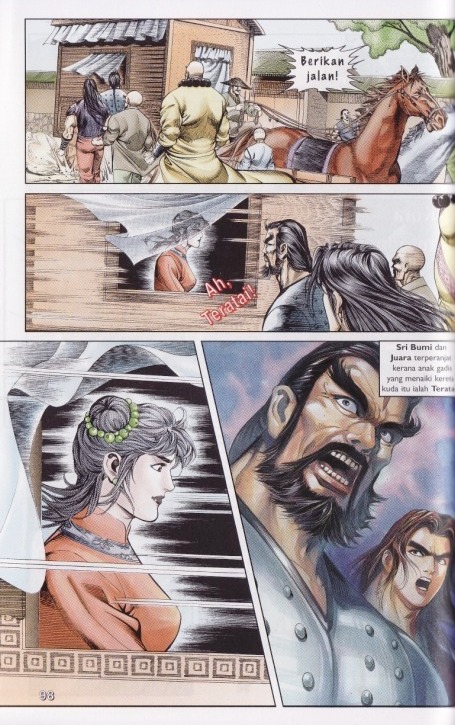 Berikan
jalan!
Ah,
Teratai!
Sri Bumi dan
Juara terperanjat
kerana anak gadis
yang menaiki kereta
kuda itu ialah
98